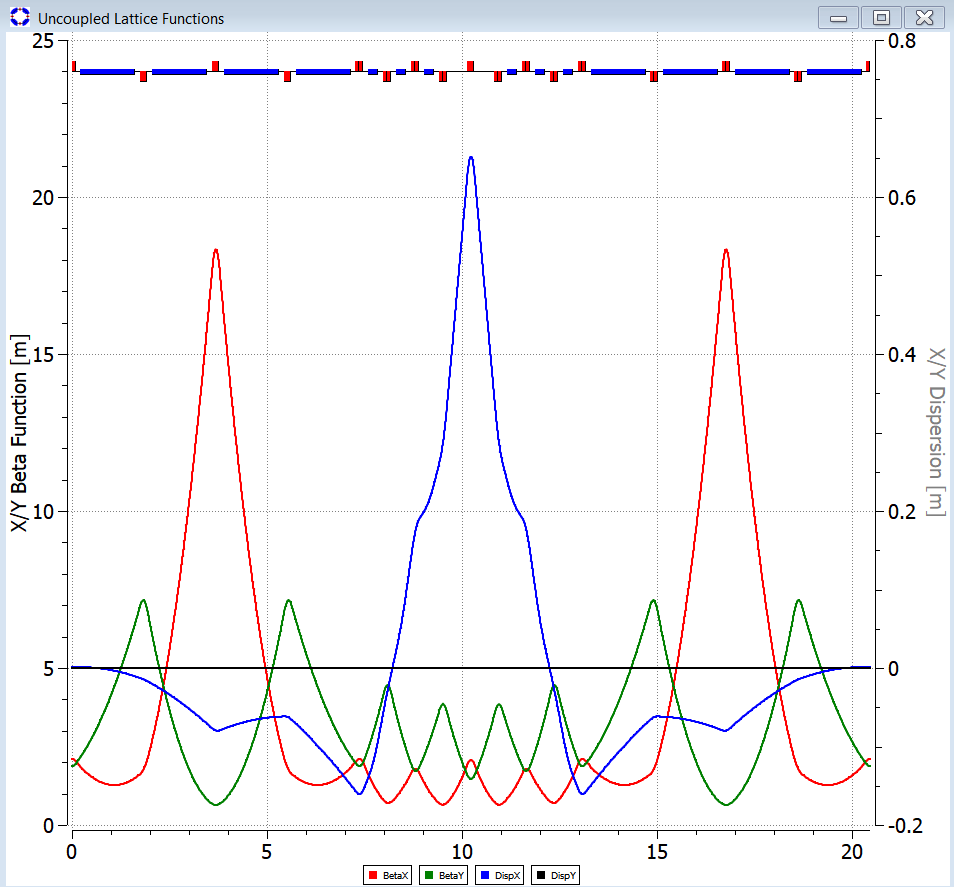 Uncoupled Lattice Functions
25
20
15
10
5
0
X/Y Beta Function [m]
0.8
0.6
0.4
0.2
0
-0.2
X/Y Dispersion [m]
0 5 10 15 20
BetaX BetaY DispX DispY